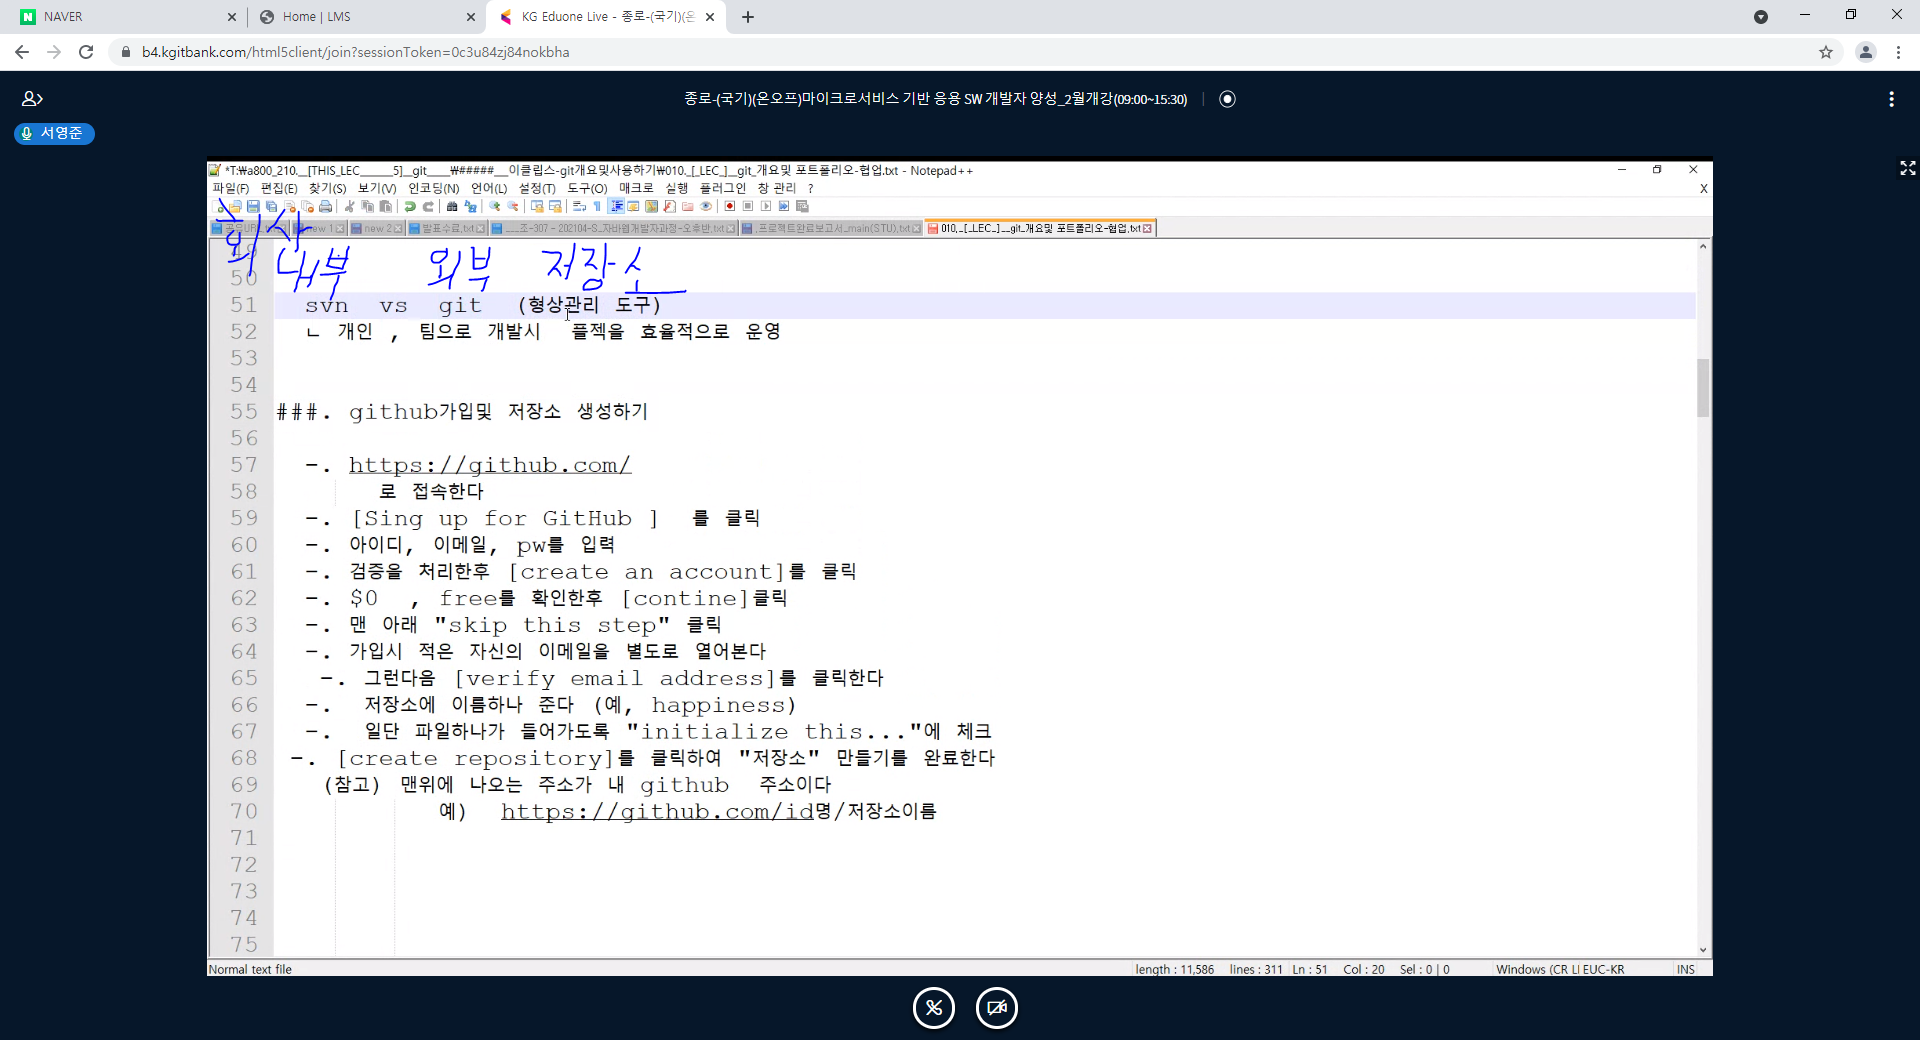 NAVER
Home | LMS
KG Eduone Live - 종로-(국기)(온
b4.kgitbank.com/html5client/join?sessionToken=0c3u84zj84nokbha
종로-(국기)(온오프)마이크로서비스 기반 응용 SW 개발자 양성_2월개강(09:00~15:30)
서영준
*T:₩a800_210._[THIS_LEC_____5]__git____₩#####___이클립스-git개요및사용하기₩010._[_LEC_]__git_개요및 포트폴리오-협업.txt - Notepad++
파일(F) 편집(E) 찾기(S) 보기(V) 인코딩(N) 언어(L) 설정(T) 도구(O) 매크로 실행 플러그인 창 관리 ? X
new 1 new 2 발표수료.txt ___조-307 - 202104-S_자바웹개발자과정-오후반.txt _프로젝트완료보고서_main(STU).txt 010._[_LEC_]__git_개요및 포트폴리오-협업.txt
회사
내부 외부 저장소
50
51 svn vs git (형상관리 도구)
52 ㄴ 개인 , 팀으로 개발시 플젝을 효율적으로 운영
53
54
55 ###. github가입및 저장소 생성하기
56
57 -. https://github.com/
58 로 접속한다
59 -. [Sing up for GitHub ] 를 클릭
60 -. 아이디, 이메일, pw를 입력
61 -. 검증을 처리한후 [create an account]를 클릭
62 -. $0 , free를 확인한후 [contine]클릭
63 -. 맨 아래 "skip this step" 클릭
64 -. 가입시 적은 자신의 이메일을 별도로 열어본다
65 -. 그런다음 [verify email address]를 클릭한다
66 -. 저장소에 이름하나 준다 (예, happiness)
67 -. 일단 파일하나가 들어가도록 "initialize this..."에 체크
68 -. [create repository]를 클릭하여 "저장소" 만들기를 완료한다
69 (참고) 맨위에 나오는 주소가 내 github 주소이다
70 예) https://github.com/id명/저장소이름
71
72
73
74
75
Normal text file length : 11,586 lines : 311 Ln : 51 Col : 20 Sel : 0 | 0 Windows (CR LI EUC-KR INS